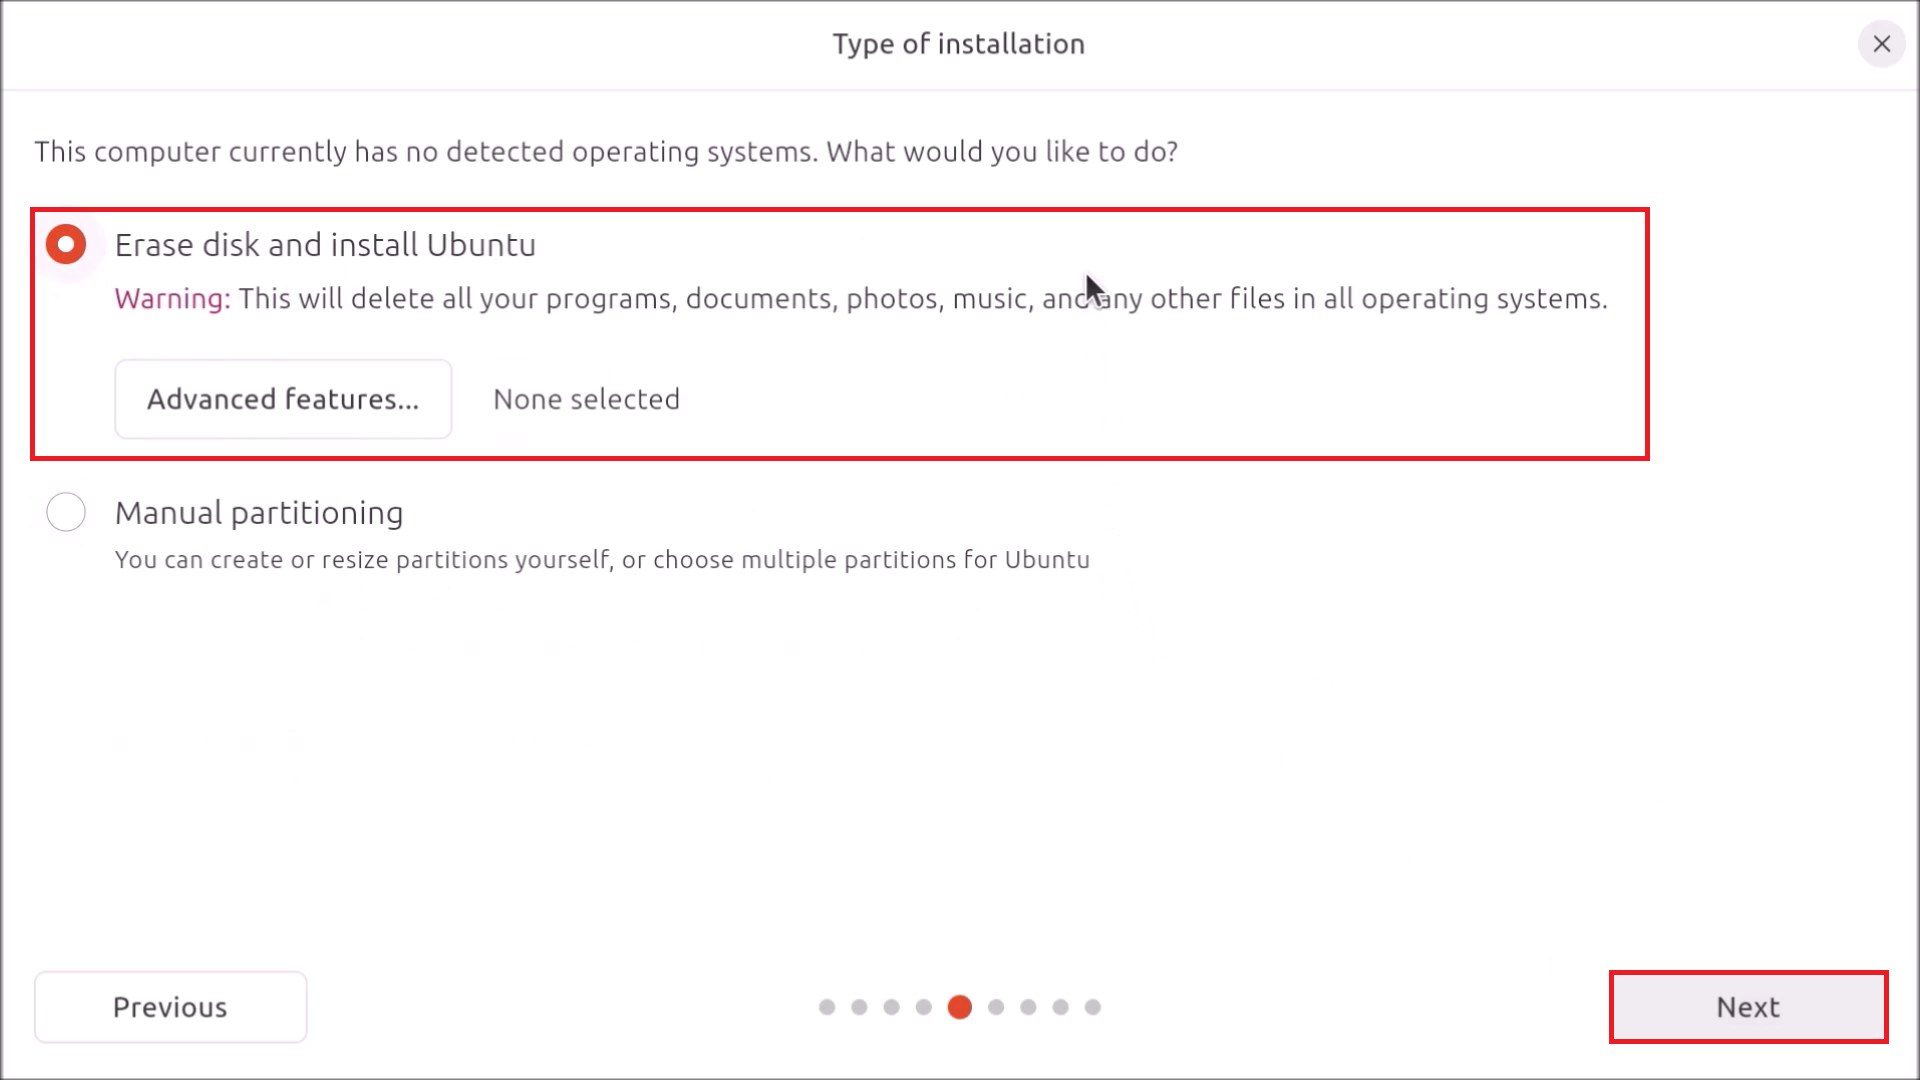 Type of installation
This computer currently has no detected operating systems. What would you like to do?
Erase disk and install Ubuntu
Warning: This will delete all your programs, documents, photos, music, and any other files in all operating systems.
Advanced features... None selected
Manual partitioning
You can create or resize partitions yourself, or choose multiple partitions for Ubuntu
Previous Next